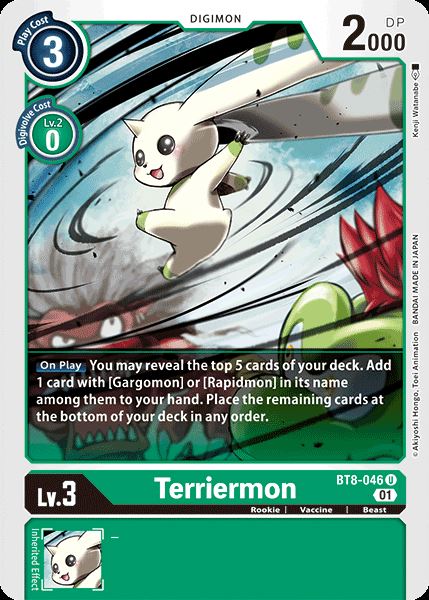 Play Cost
3
DIGIMON
DP
2000
Digivolve Cost
Lv.2
0
Kenji Watanabe
©Akiyoshi Hongo, Toei Animation BANDAI MADE IN JAPAN
On Play You may reveal the top 5 cards of your deck. Add
1 card with [Gargomon] or [Rapidmon] in its name
among them to your hand. Place the remaining cards at
the bottom of your deck in any order.
Lv.3
Terriermon
BT8-046 U
01
Rookie | Vaccine | Beast
Inherited Effect
–